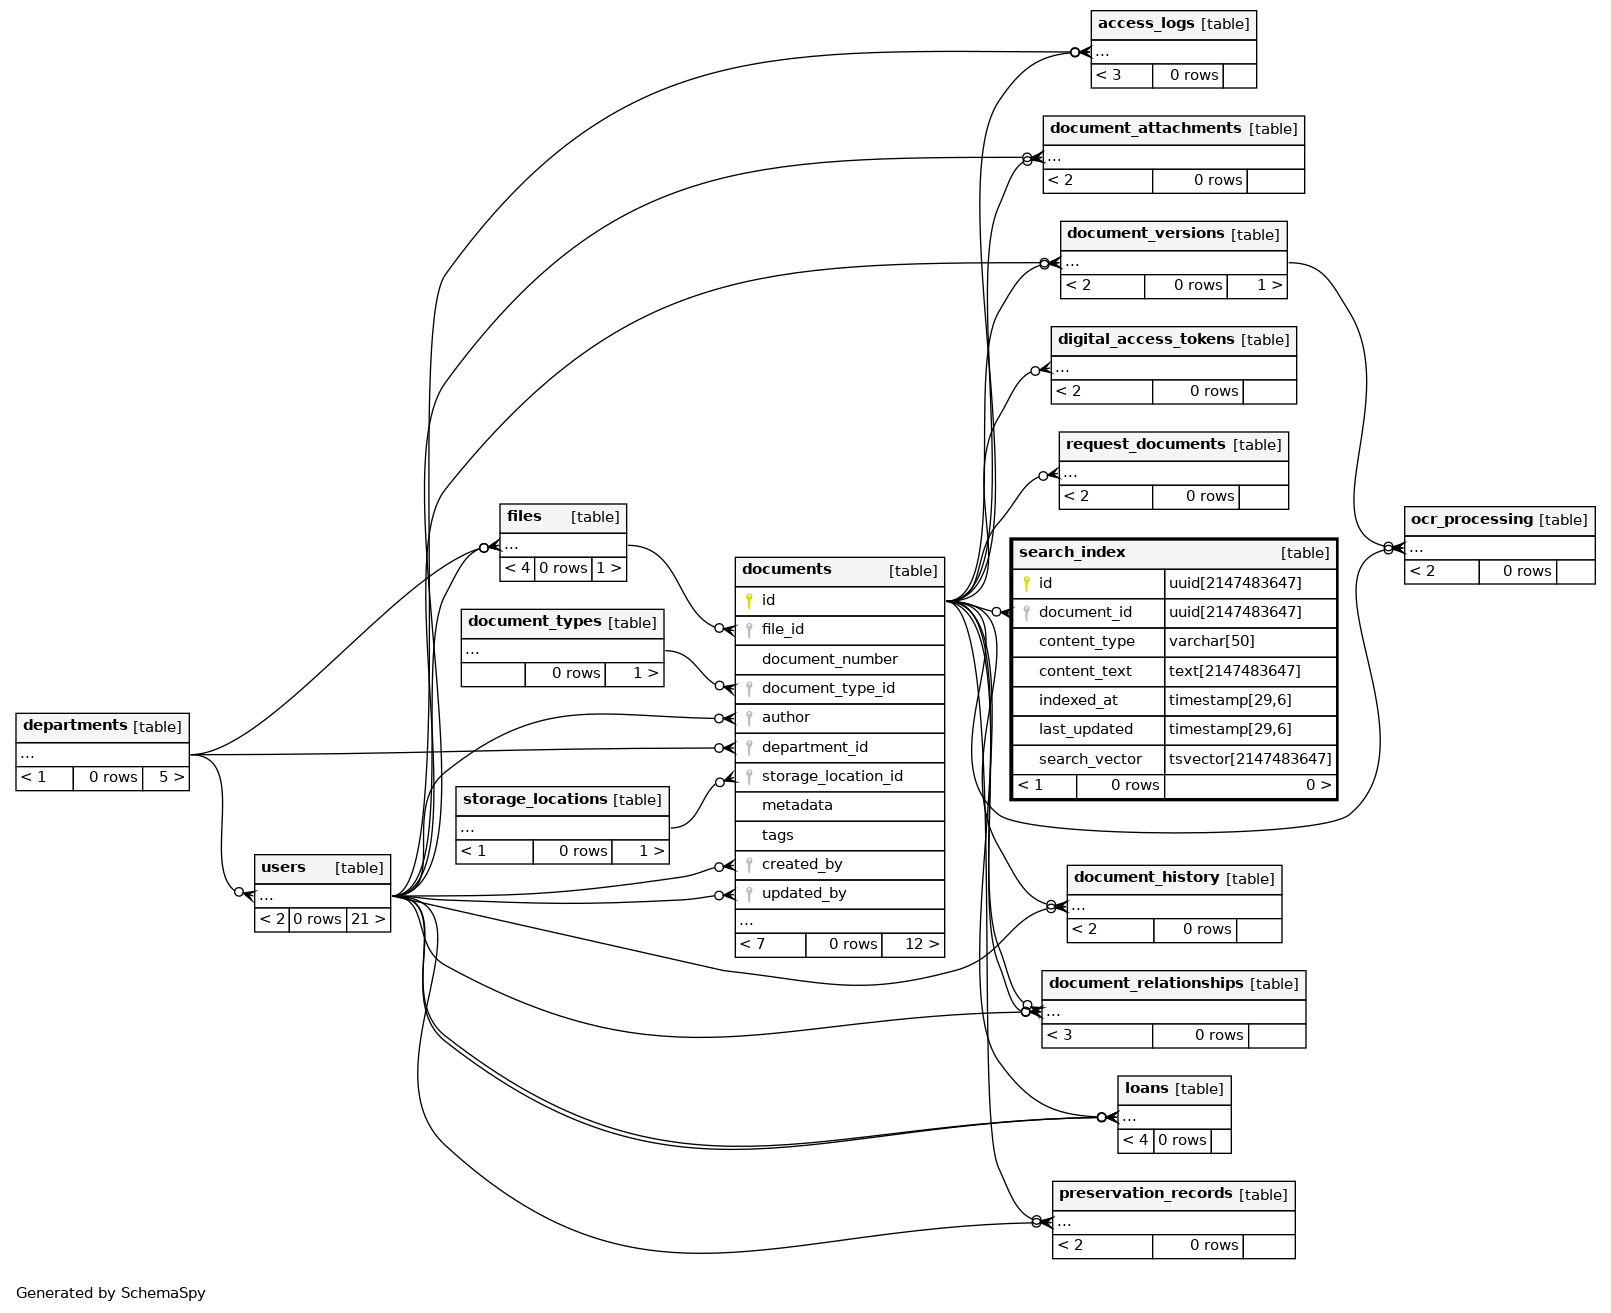 access_logs [table]
...
< 3 0 rows
document_attachments [table]
...
< 2 0 rows
document_versions [table]
...
< 2 0 rows 1 >
digital_access_tokens [table]
...
< 2 0 rows
request_documents [table]
...
< 2 0 rows
files [table]
...
< 4 0 rows 1 >
ocr_processing [table]
...
< 2 0 rows
search_index [table]
id uuid[2147483647]
document_id uuid[2147483647]
content_type varchar[50]
content_text text[2147483647]
indexed_at timestamp[29,6]
last_updated timestamp[29,6]
search_vector tsvector[2147483647]
< 1 0 rows 0 >
documents [table]
id
file_id
document_number
document_type_id
author
department_id
storage_location_id
metadata
tags
created_by
updated_by
...
< 7 0 rows 12 >
document_types [table]
...
0 rows 1 >
departments [table]
...
< 1 0 rows 5 >
storage_locations [table]
...
< 1 0 rows 1 >
users [table]
...
< 2 0 rows 21 >
document_history [table]
...
< 2 0 rows
document_relationships [table]
...
< 3 0 rows
loans [table]
...
< 4 0 rows
preservation_records [table]
...
< 2 0 rows
Generated by SchemaSpy